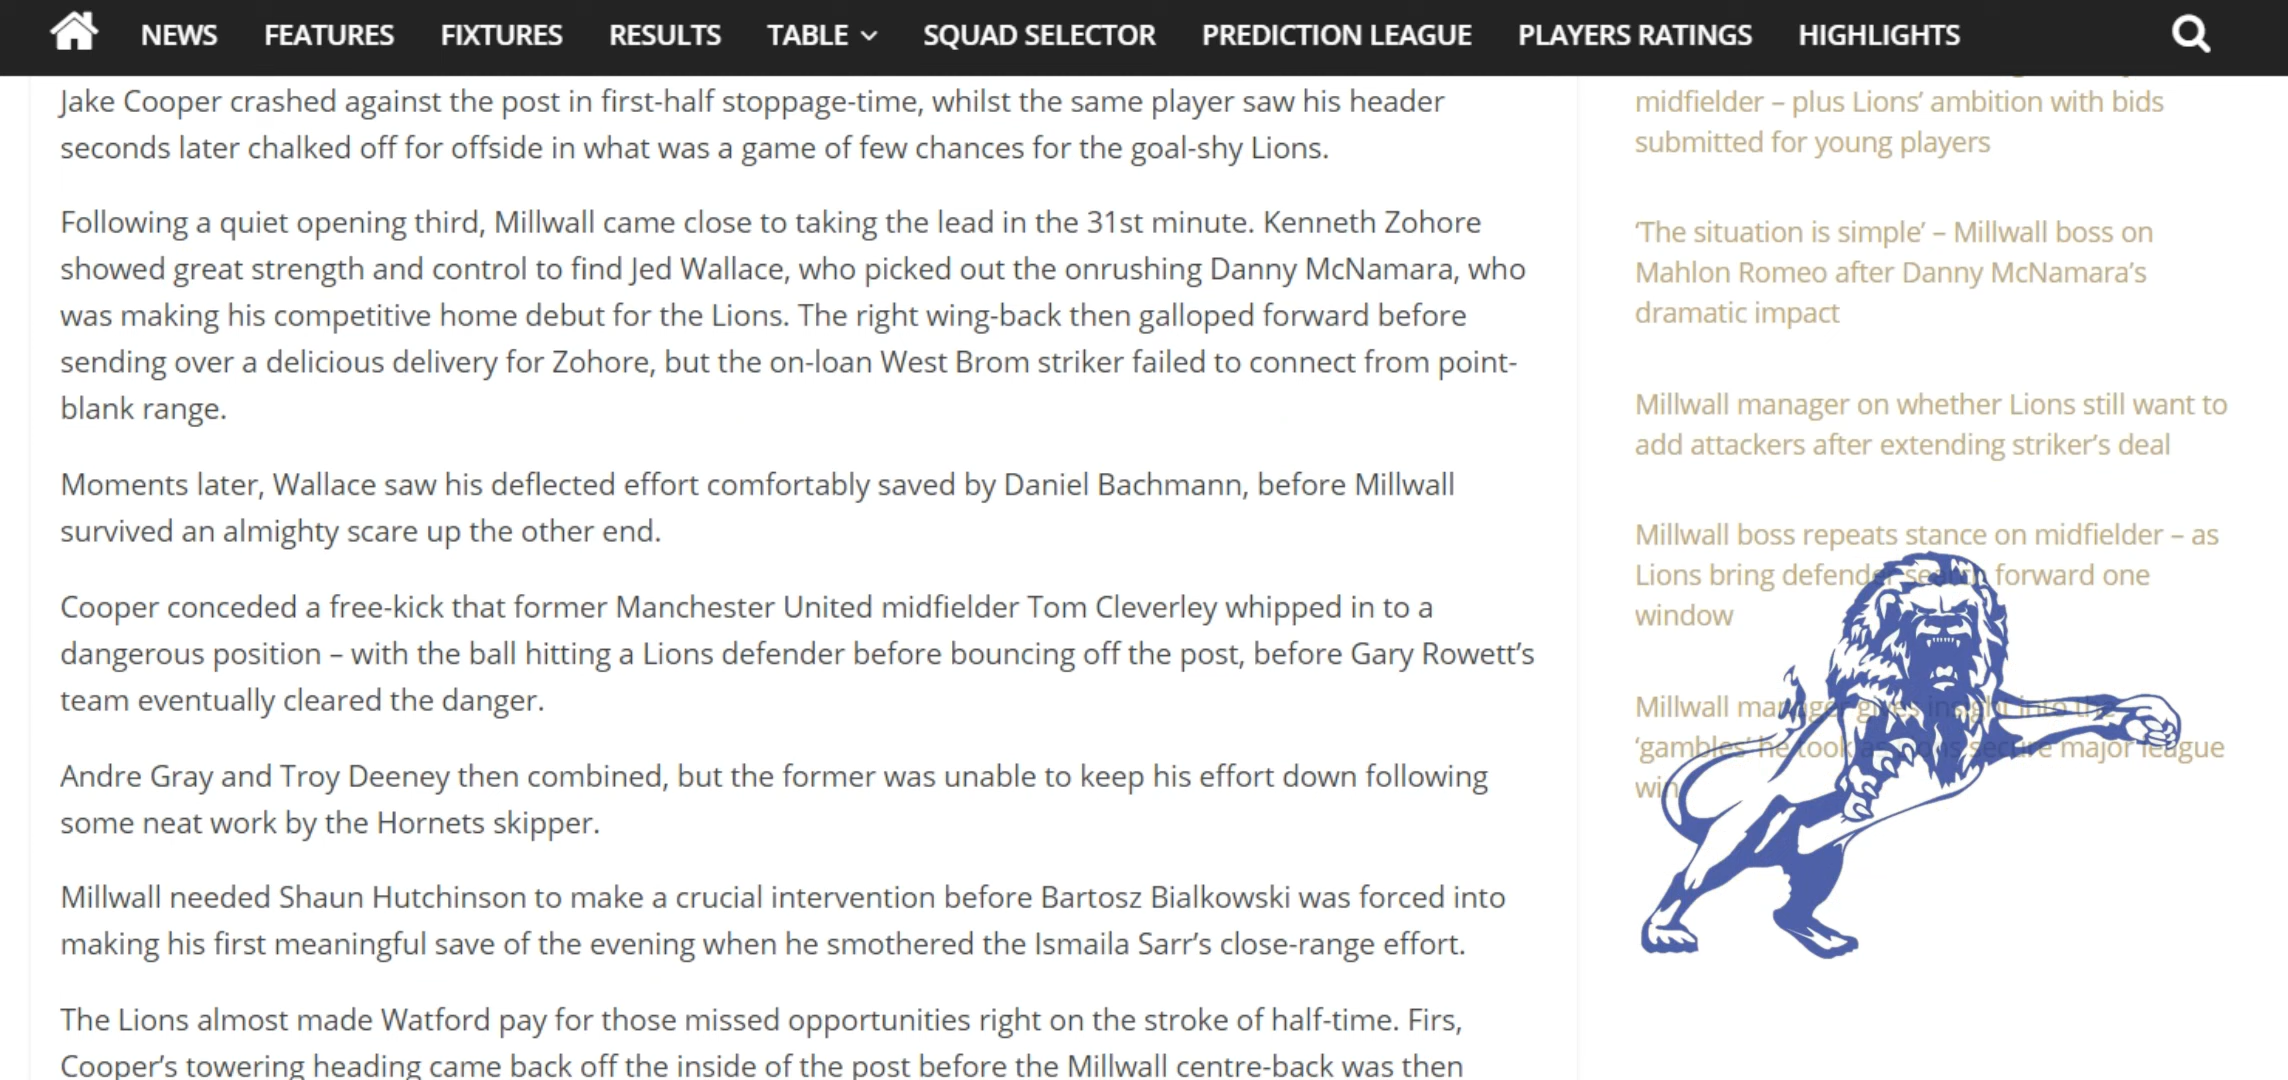 NEWS FEATURES FIXTURES RESULTS TABLE SQUAD SELECTOR PREDICTION LEAGUE PLAYERS RATINGS HIGHLIGHTS
Jake Cooper crashed against the post in first-half stoppage-time, whilst the same player saw his header
seconds later chalked off for offside in what was a game of few chances for the goal-shy Lions.
Following a quiet opening third, Millwall came close to taking the lead in the 31st minute. Kenneth Zohore
showed great strength and control to find Jed Wallace, who picked out the onrushing Danny McNamara, who
was making his competitive home debut for the Lions. The right wing-back then galloped forward before
sending over a delicious delivery for Zohore, but the on-loan West Brom striker failed to connect from point-
blank range.
Moments later, Wallace saw his deflected effort comfortably saved by Daniel Bachmann, before Millwall
survived an almighty scare up the other end.
Cooper conceded a free-kick that former Manchester United midfielder Tom Cleverley whipped in to a
dangerous position – with the ball hitting a Lions defender before bouncing off the post, before Gary Rowett’s
team eventually cleared the danger.
Andre Gray and Troy Deeney then combined, but the former was unable to keep his effort down following
some neat work by the Hornets skipper.
Millwall needed Shaun Hutchinson to make a crucial intervention before Bartosz Bialkowski was forced into
making his first meaningful save of the evening when he smothered the Ismaila Sarr’s close-range effort.
The Lions almost made Watford pay for those missed opportunities right on the stroke of half-time. Firs,
Cooper’s towering heading came back off the inside of the post before the Millwall centre-back was then
midfielder – plus Lions’ ambition with bids
submitted for young players
‘The situation is simple’ – Millwall boss on
Mahlon Romeo after Danny McNamara’s
dramatic impact
Millwall manager on whether Lions still want to
add attackers after extending striker’s deal
Millwall boss repeats stance on midfielder – as
Lions bring defender search forward one
window
Millwall manager gives insight into the
‘gambles’ he took as Lions secure major league
win